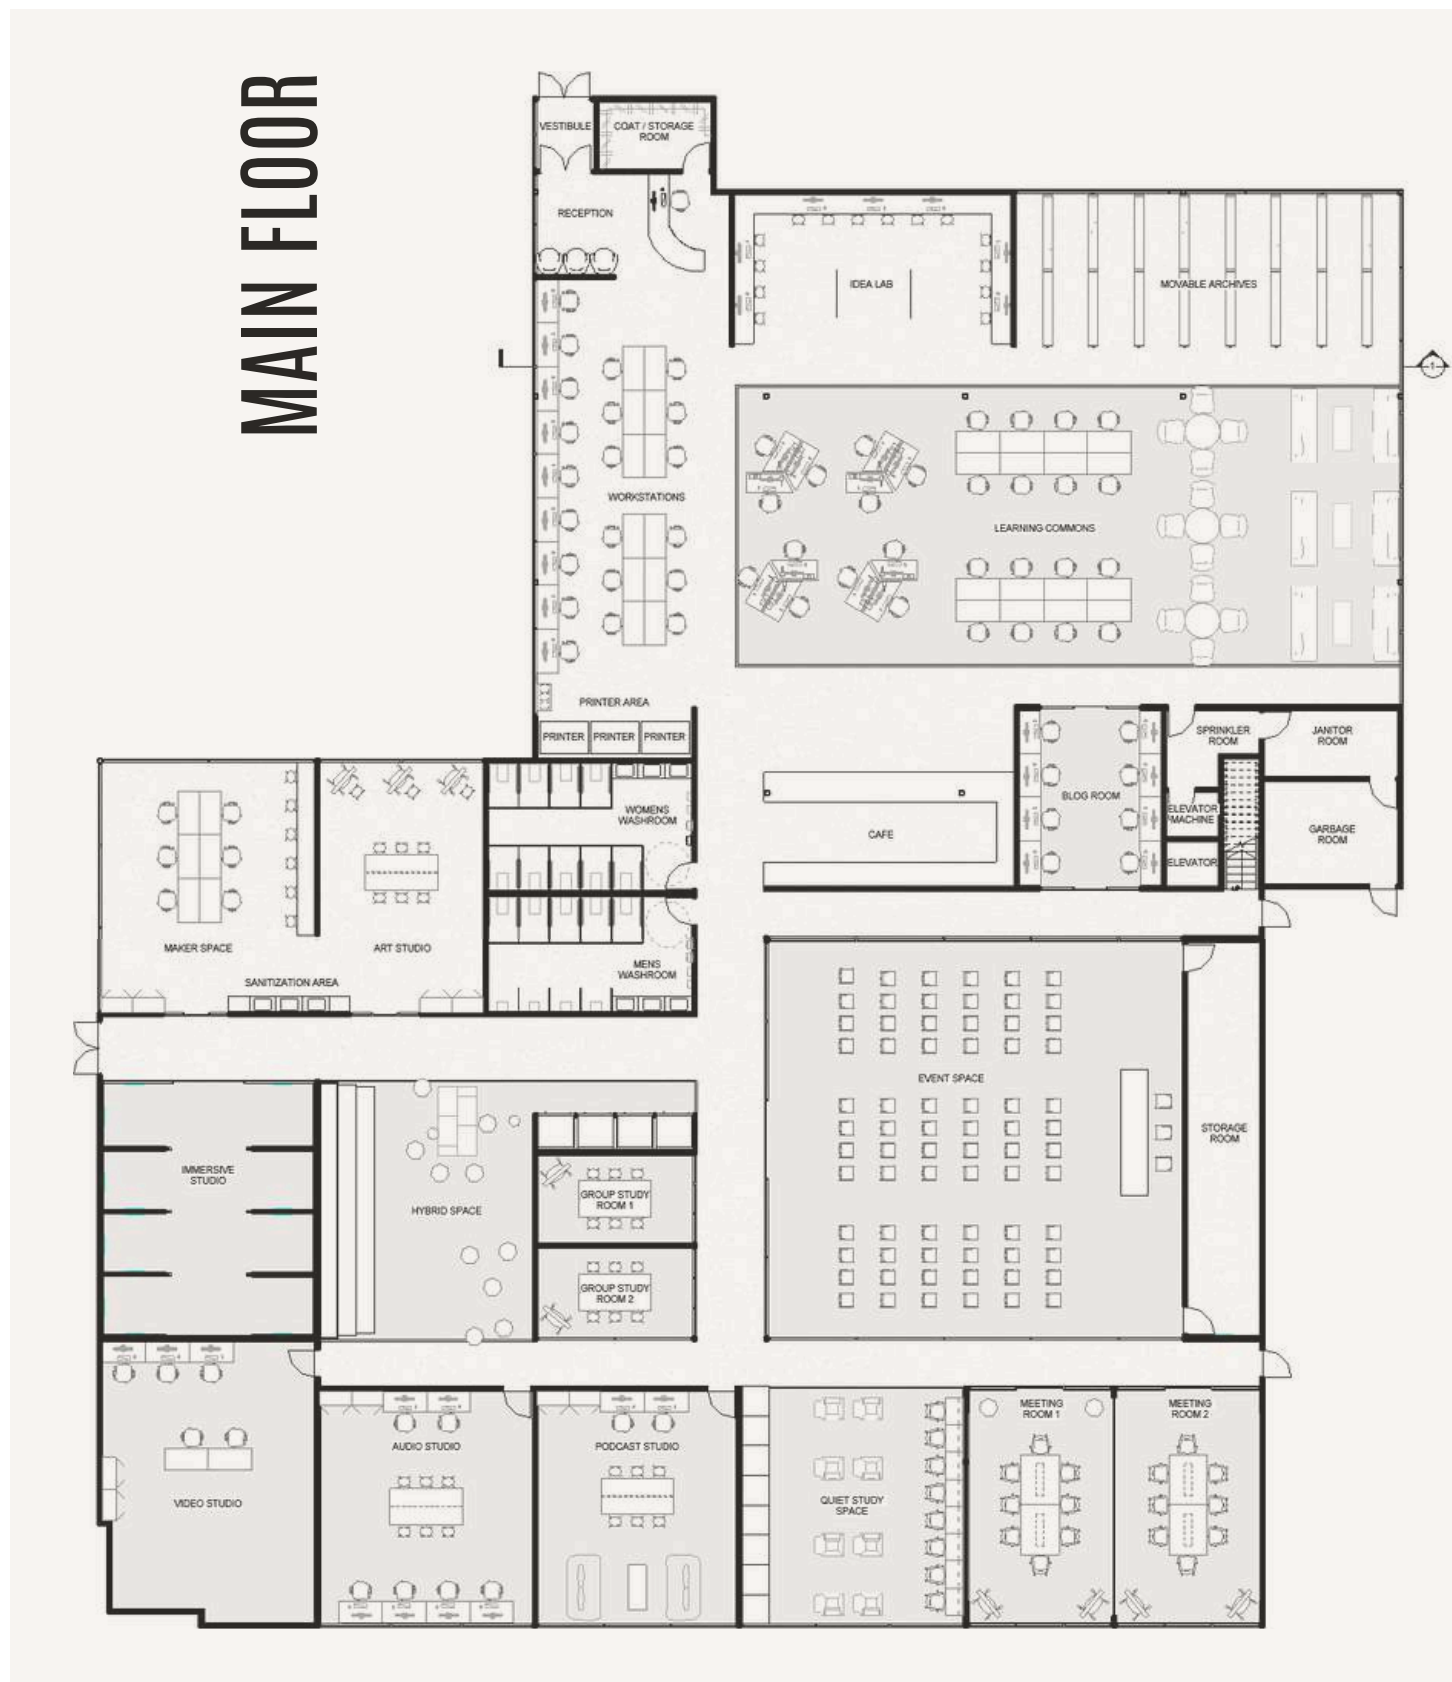 MAIN FLOOR
VESTIBULE
COAT / STORAGE
ROOM
RECEPTION
IDEA LAB
MOVABLE ARCHIVES
1
WORKSTATIONS
LEARNING COMMONS
PRINTER AREA
PRINTER
PRINTER
PRINTER
SPRINKLER
ROOM
JANITOR
ROOM
BLOG ROOM
WOMENS
WASHROOM
CAFE
ELEVATOR
MACHINE
GARBAGE
ROOM
ELEVATOR
MAKER SPACE
ART STUDIO
SANITIZATION AREA
MENS
WASHROOM
EVENT SPACE
STORAGE
ROOM
IMMERSIVE
STUDIO
HYBRID SPACE
GROUP STUDY
ROOM 1
GROUP STUDY
ROOM 2
MEETING
ROOM 1
MEETING
ROOM 2
AUDIO STUDIO
PODCAST STUDIO
VIDEO STUDIO
QUIET STUDY
SPACE